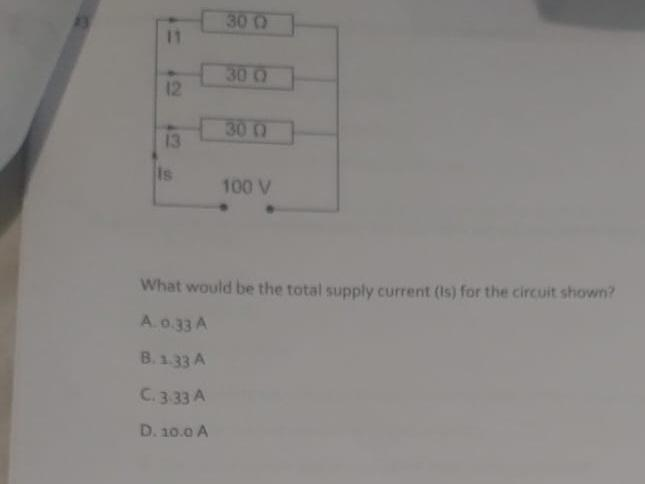 30 Ω
I1
30 Ω
I2
30 Ω
I3
Is
100 V
What would be the total supply current (Is) for the circuit shown?
A. 0.33 A
B. 1.33 A
C. 3.33 A
D. 10.0 A